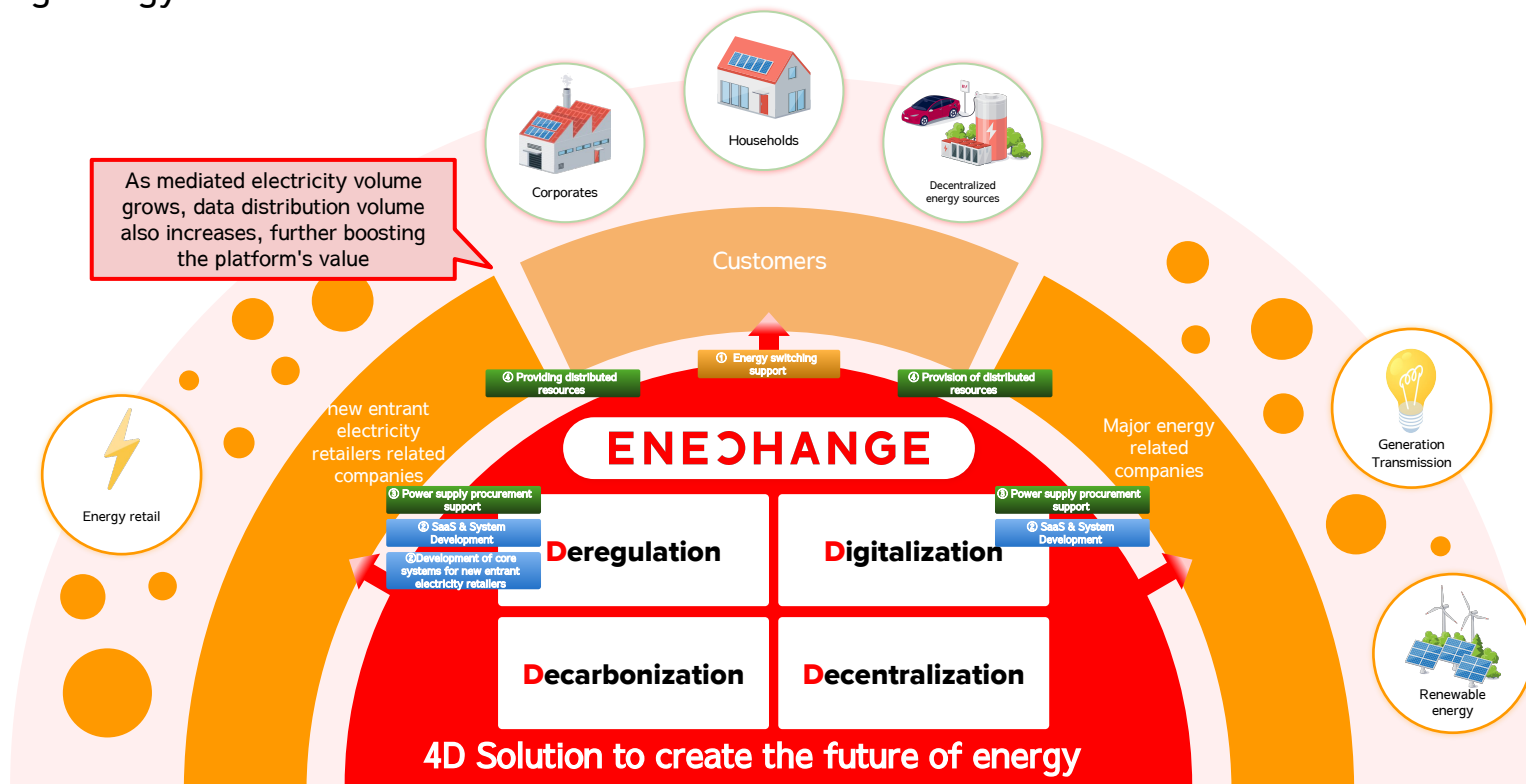 Households
Corporates
Decentralized
energy sources
As mediated electricity volume
grows, data distribution volume
also increases, further boosting
the platform's value
Customers
① Energy switching
support
④ Providing distributed
resources
④ Provision of distributed
resources
new entrant
electricity
retailers related
companies
Major energy
related
companies
Energy retail
Generation
Transmission
ENECHANGE
③ Power supply procurement
support
② SaaS & System
Development
②Development of core
systems for new entrant
electricity retailers
③ Power supply procurement
support
② SaaS & System
Development
Deregulation
Digitalization
Decarbonization
Decentralization
Renewable
energy
4D Solution to create the future of energy